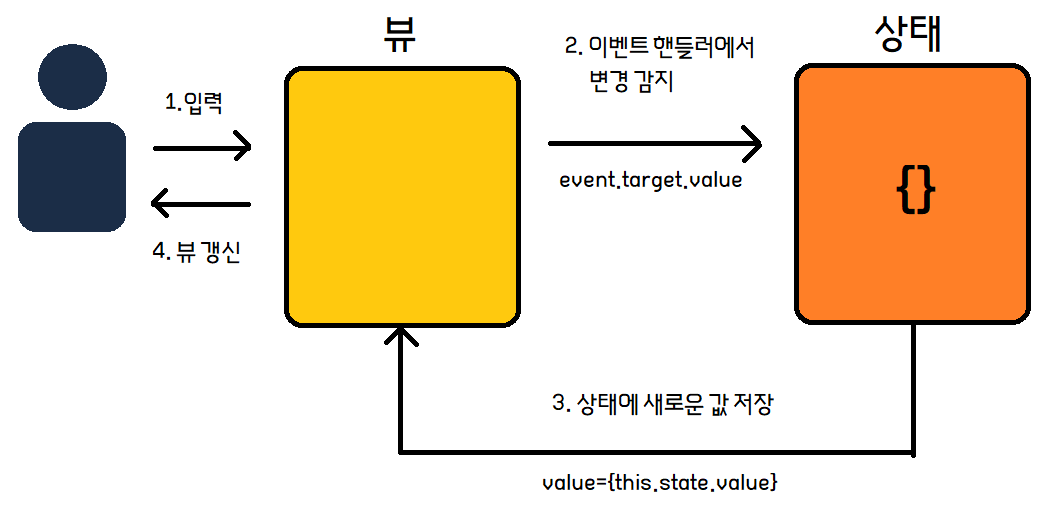 뷰
상태
1.입력
2. 이벤트 핸들러에서
변경 감지
event.target.value
{}
4. 뷰 갱신
3. 상태에 새로운 값 저장
value={this.state.value}